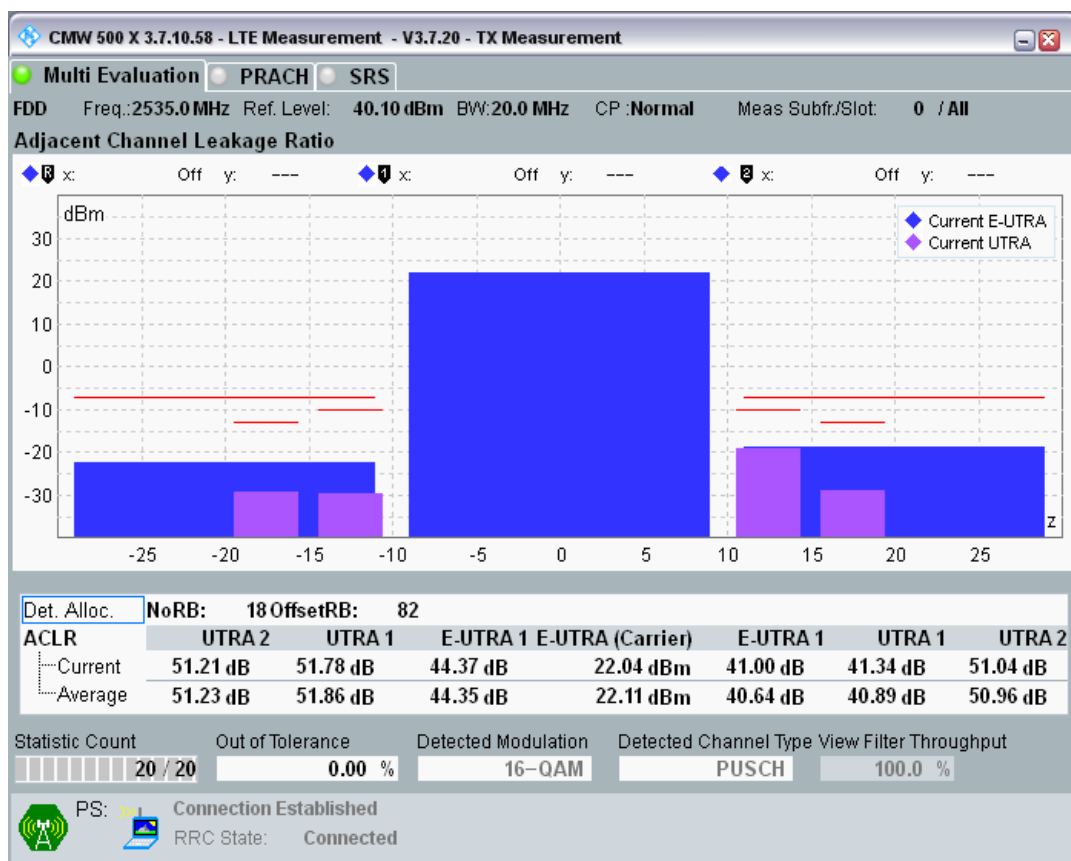 CMW 500 X 3.7.10.58 - LTE Measurement - V3.7.20 - TX Measurement
Multi Evaluation PRACH SRS
FDD Freq.:2535.0 MHz Ref. Level: 40.10 dBm BW:20.0 MHz CP :Normal Meas Subfr./Slot: 0 / All
Adjacent Channel Leakage Ratio
R x: Off y: --- 1 x: Off y: --- 2 x: Off y: ---
dBm
Current E-UTRA
Current UTRA
30
20
10
0
-10
-20
-30
z
-25 -20 -15 -10 -5 0 5 10 15 20 25
Det. Alloc. NoRB: 18 OffsetRB: 82
ACLR UTRA 2 UTRA 1 E-UTRA 1 E-UTRA (Carrier) E-UTRA 1 UTRA 1 UTRA 2
Current 51.21 dB 51.78 dB 44.37 dB 22.04 dBm 41.00 dB 41.34 dB 51.04 dB
Average 51.23 dB 51.86 dB 44.35 dB 22.11 dBm 40.64 dB 40.89 dB 50.96 dB
Statistic Count Out of Tolerance Detected Modulation Detected Channel Type View Filter Throughput
20 / 20 0.00 % 16-QAM PUSCH 100.0 %
PS: Connection Established
RRC State: Connected